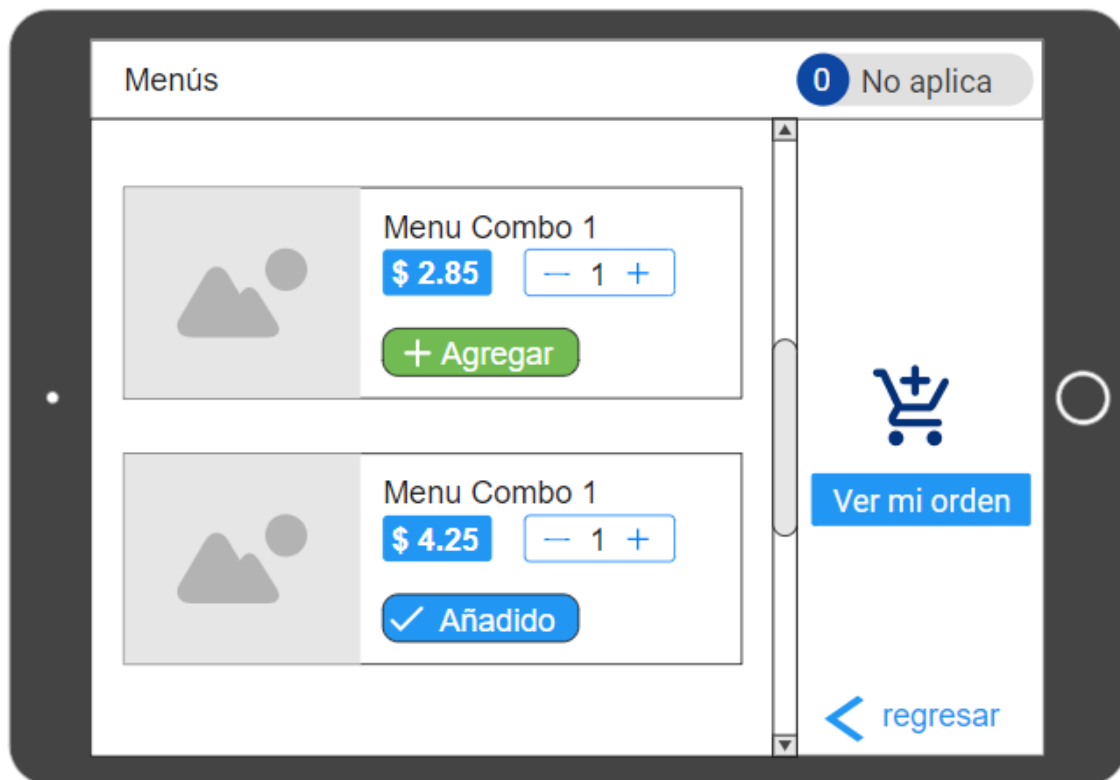 Menús
0 No aplica
Menu Combo 1
$ 2.85
1
Agregar
Menu Combo 1
$ 4.25
1
Añadido
Ver mi orden
regresar